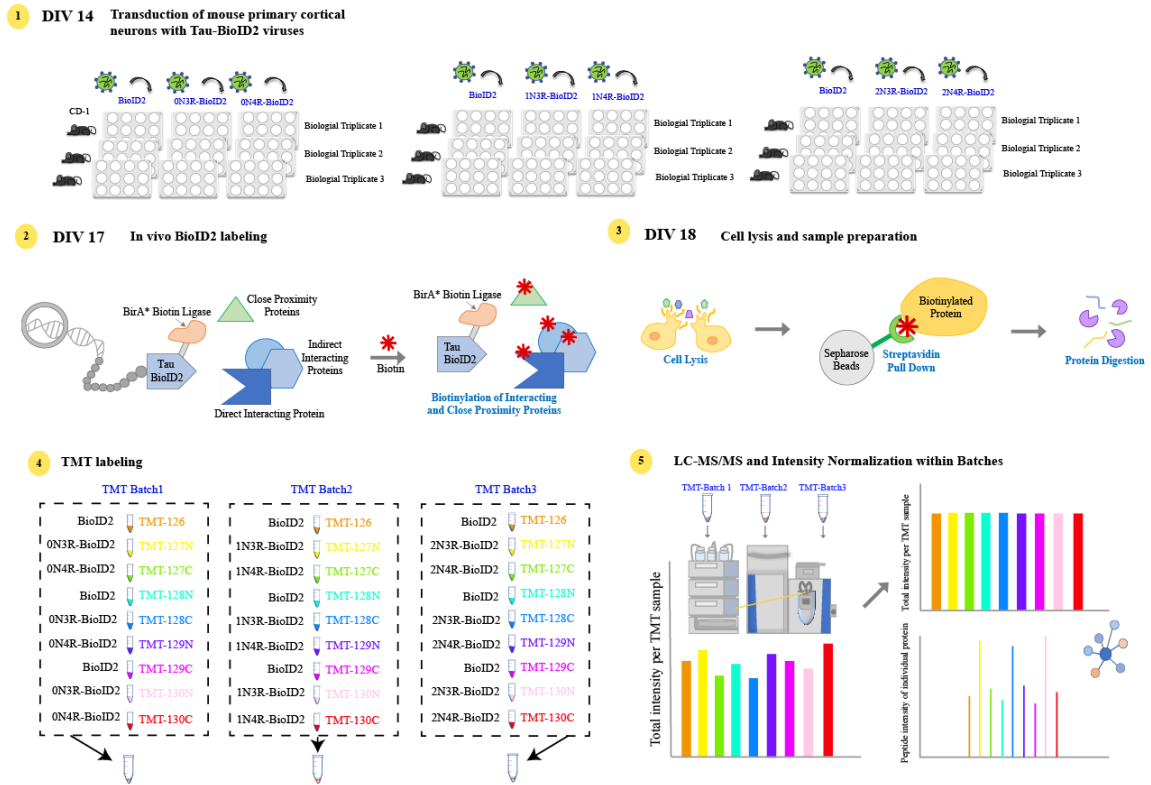 1 DIV 14 Transduction of mouse primary cortical
neurons with Tau-BioID2 viruses
BioID2 0N3R-BioID2 0N4R-BioID2
CD-1
Biologial Triplicate 1
Biologial Triplicate 2
Biologial Triplicate 3
BioID2 1N3R-BioID2 1N4R-BioID2
Biologial Triplicate 1
Biologial Triplicate 2
Biologial Triplicate 3
BioID2 2N3R-BioID2 2N4R-BioID2
Biologial Triplicate 1
Biologial Triplicate 2
Biologial Triplicate 3
2 DIV 17 In vivo BioID2 labeling
BirA* Biotin Ligase
Close Proximity
Proteins
Tau
BioID2
Indirect
Interacting
Proteins
Direct Interacting Protein
Biotin
BirA* Biotin Ligase
Tau
BioID2
Biotinylation of Interacting
and Close Proximity Proteins
3 DIV 18 Cell lysis and sample preparation
Cell Lysis
Sepharose
Beads
Biotinylated
Protein
Streptavidin
Pull Down
Protein Digestion
4 TMT labeling
TMT Batch1
BioID2 TMT-126
0N3R-BioID2 TMT-127N
0N4R-BioID2 TMT-127C
BioID2 TMT-128N
0N3R-BioID2 TMT-128C
0N4R-BioID2 TMT-129N
BioID2 TMT-129C
0N3R-BioID2 TMT-130N
0N4R-BioID2 TMT-130C
TMT Batch2
BioID2 TMT-126
1N3R-BioID2 TMT-127N
1N4R-BioID2 TMT-127C
BioID2 TMT-128N
1N3R-BioID2 TMT-128C
1N4R-BioID2 TMT-129N
BioID2 TMT-129C
1N3R-BioID2 TMT-130N
1N4R-BioID2 TMT-130C
TMT Batch3
BioID2 TMT-126
2N3R-BioID2 TMT-127N
2N4R-BioID2 TMT-127C
BioID2 TMT-128N
2N3R-BioID2 TMT-128C
2N4R-BioID2 TMT-129N
BioID2 TMT-129C
2N3R-BioID2 TMT-130N
2N4R-BioID2 TMT-130C
5 LC-MS/MS and Intensity Normalization within Batches
TMT-Batch 1 TMT-Batch2 TMT-Batch3
Total intensity per TMT sample
Total intensity per TMT sample
Peptide intensity of individual protein